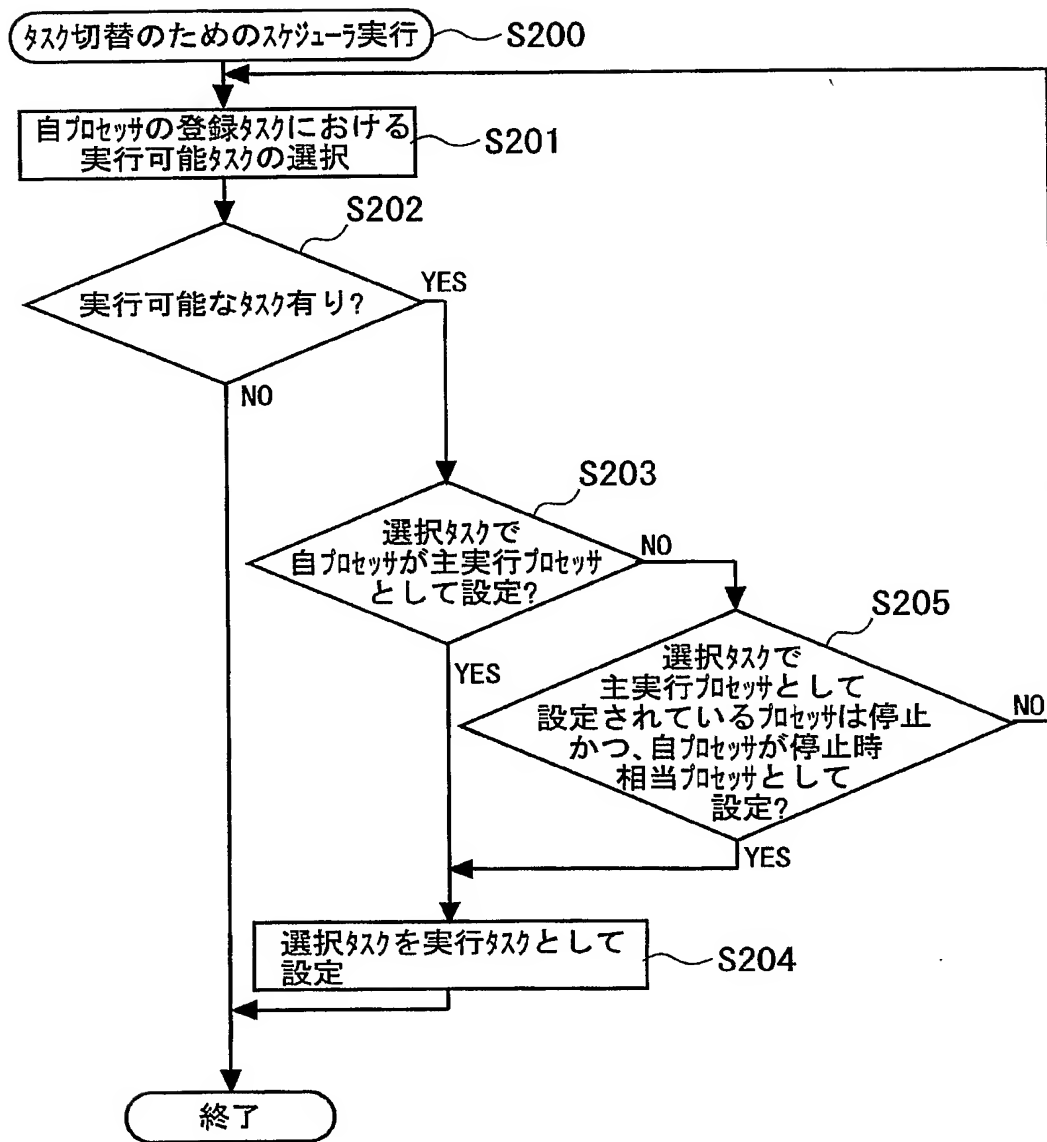 ﾀｽｸ切替のためのｽｹｼﾞｭｰﾗ実行
S200
自ﾌﾟﾛｾｯｻの登録ﾀｽｸにおける
実行可能ﾀｽｸの選択
S201
S202
実行可能なﾀｽｸ有り?
YES
NO
S203
選択ﾀｽｸで
自ﾌﾟﾛｾｯｻが主実行ﾌﾟﾛｾｯｻ
として設定?
NO
YES
S205
選択ﾀｽｸで
主実行ﾌﾟﾛｾｯｻとして
設定されているﾌﾟﾛｾｯｻは停止
かつ、自ﾌﾟﾛｾｯｻが停止時
相当ﾌﾟﾛｾｯｻとして
設定?
NO
YES
選択ﾀｽｸを実行ﾀｽｸとして
設定
S204
終了